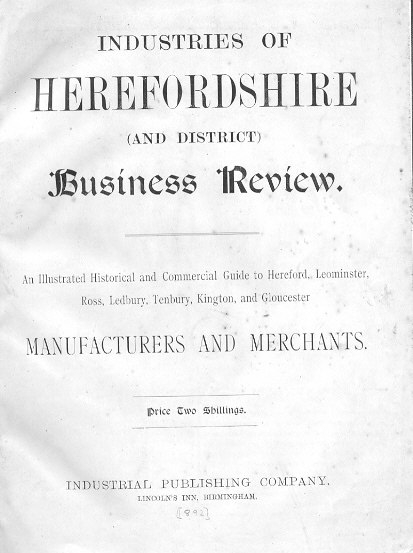 INDUSTRIES OF
HEREFORDSHIRE
(AND DISTRICT)
Business Review.
An Illustrated Historical and Commercial Guide to Hereford, Leominster,
Ross, Ledbury, Tenbury, Kington, and Gloucester
MANUFACTURERS AND MERCHANTS.
Price Two Shillings.
INDUSTRIAL PUBLISHING COMPANY,
LINCOLN'S INN, BIRMINGHAM.
[1892]